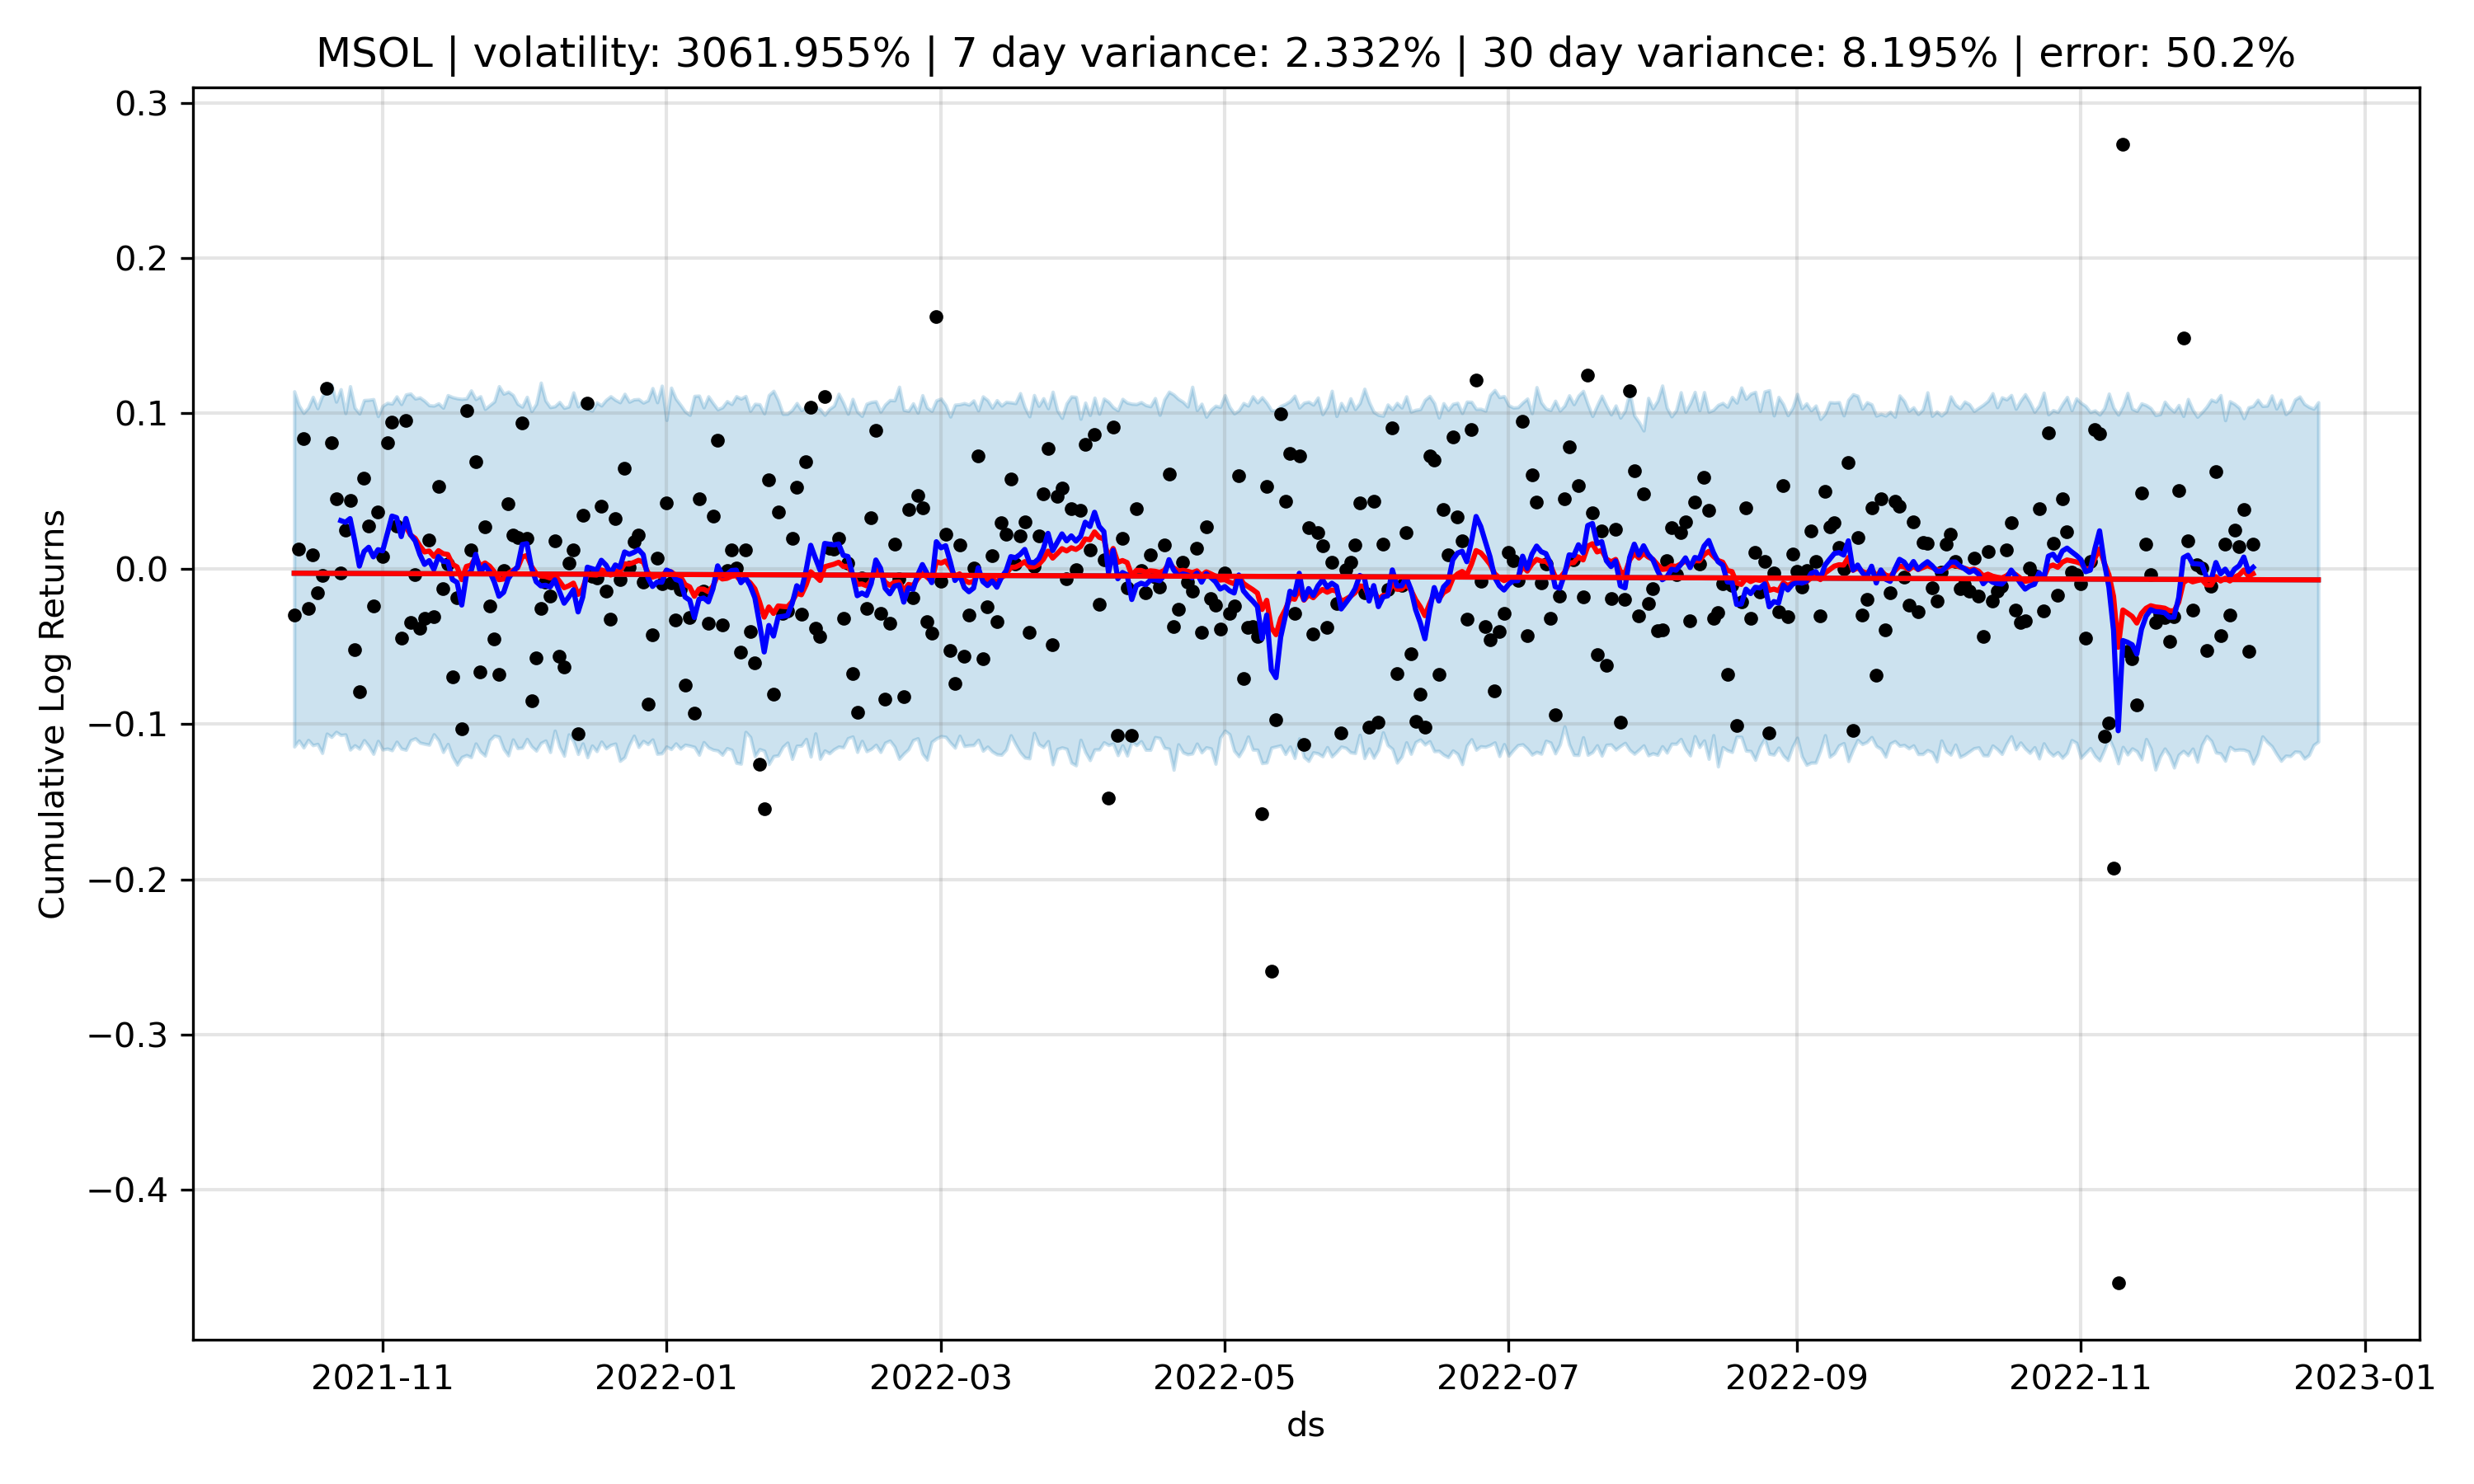 MSOL | volatility: 3061.955% | 7 day variance: 2.332% | 30 day variance: 8.195% | error: 50.2%
0.3
0.2
0.1
0.0
−0.1
−0.2
−0.3
−0.4
Cumulative Log Returns
2021-11 2022-01 2022-03 2022-05 2022-07 2022-09 2022-11 2023-01
ds